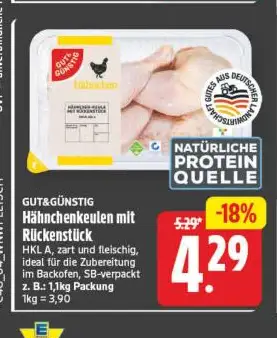 GUT&
GÜNSTIG
Hähnchen
GUTES AUS DEUTSCHER LANDWIRTSCHAFT
NATÜRLICHE
PROTEIN
QUELLE
GUT&GÜNSTIG
Hähnchenkeulen mit
Rückenstück
HKL A, zart und fleischig,
ideal für die Zubereitung
im Backofen, SB-verpackt
z. B.: 1,1kg Packung
1kg = 3,90
5.29*
-18%
4.29
E